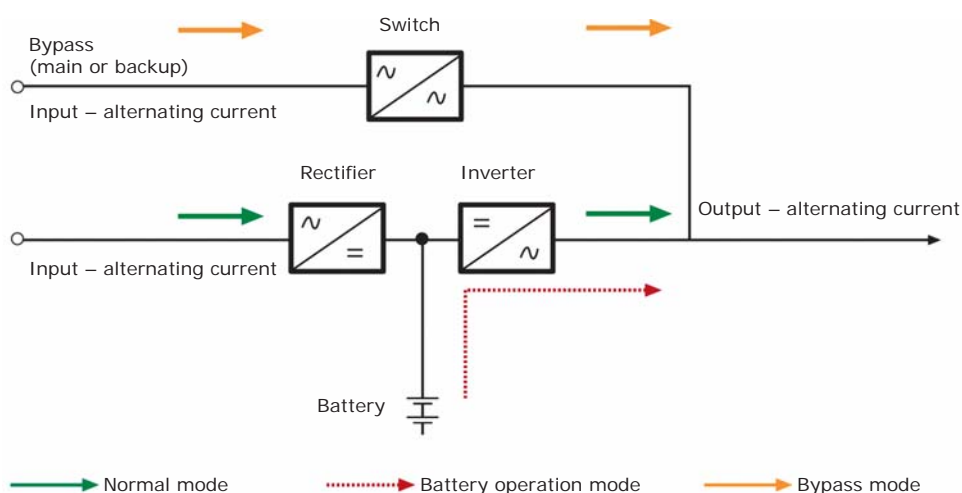 Switch
Bypass
(main or backup)
Input – alternating current
Rectifier
Inverter
Output – alternating current
Input – alternating current
Battery
Normal mode
Battery operation mode
Bypass mode